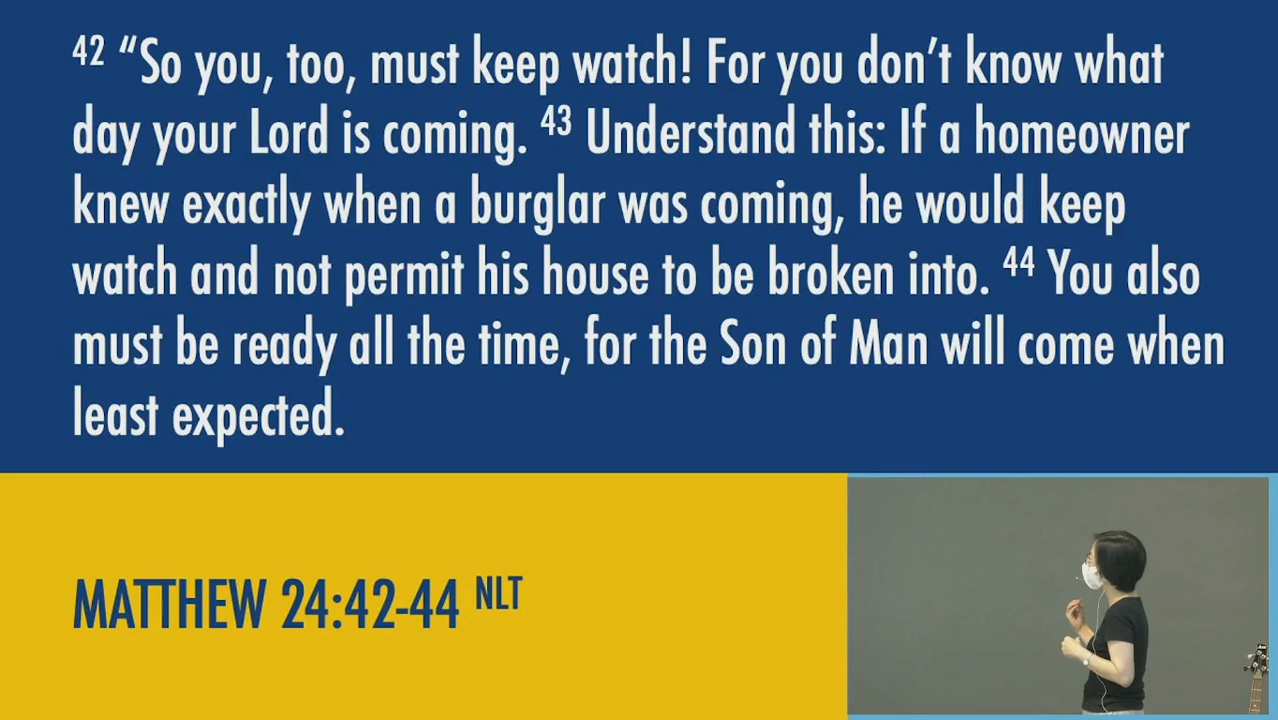 42 “So you, too, must keep watch! For you don’t know what
day your Lord is coming. 43 Understand this: If a homeowner
knew exactly when a burglar was coming, he would keep
watch and not permit his house to be broken into. 44 You also
must be ready all the time, for the Son of Man will come when
least expected.
MATTHEW 24:42-44 NLT